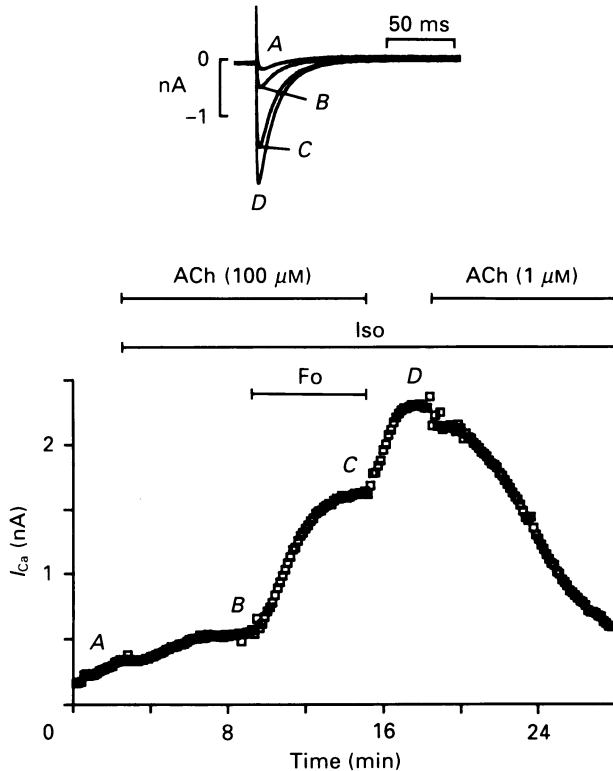 50 ms
A
0
nA
B
−1
C
D
ACh (100 μM)
ACh (1 μM)
Iso
Fo
D
2
C
I_Ca (nA)
1
B
A
0
8
16
24
Time (min)